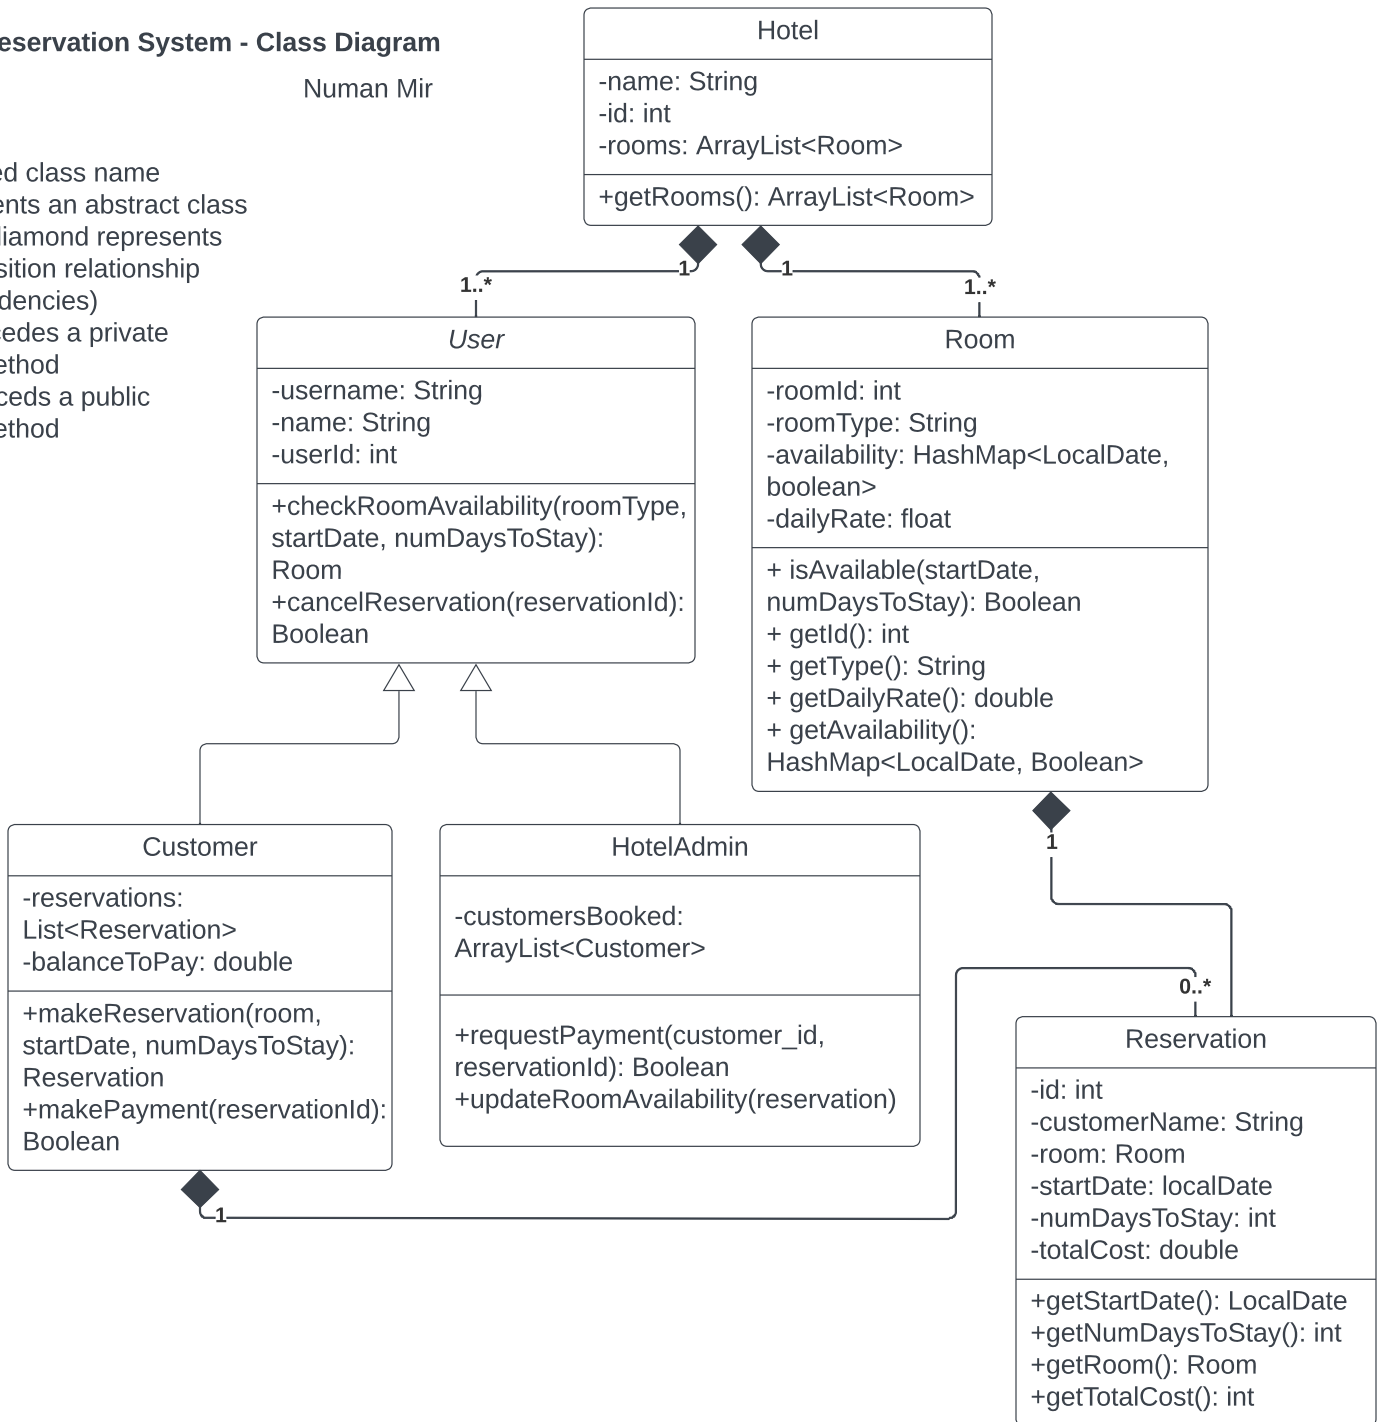 eservation System - Class Diagram
Numan Mir
ed class name
ents an abstract class
diamond represents
sition relationship
dencies)
cedes a private
ethod
ceds a public
ethod
Hotel
-name: String
-id: int
-rooms: ArrayList<Room>
+getRooms(): ArrayList<Room>
1
1
1..*
1..*
User
-username: String
-name: String
-userId: int
+checkRoomAvailability(roomType,
startDate, numDaysToStay):
Room
+cancelReservation(reservationId):
Boolean
Room
-roomId: int
-roomType: String
-availability: HashMap<LocalDate,
boolean>
-dailyRate: float
+ isAvailable(startDate,
numDaysToStay): Boolean
+ getId(): int
+ getType(): String
+ getDailyRate(): double
+ getAvailability():
HashMap<LocalDate, Boolean>
1
Customer
-reservations:
List<Reservation>
-balanceToPay: double
+makeReservation(room,
startDate, numDaysToStay):
Reservation
+makePayment(reservationId):
Boolean
1
HotelAdmin
-customersBooked:
ArrayList<Customer>
+requestPayment(customer_id,
reservationId): Boolean
+updateRoomAvailability(reservation)
0..*
Reservation
-id: int
-customerName: String
-room: Room
-startDate: localDate
-numDaysToStay: int
-totalCost: double
+getStartDate(): LocalDate
+getNumDaysToStay(): int
+getRoom(): Room
+getTotalCost(): int